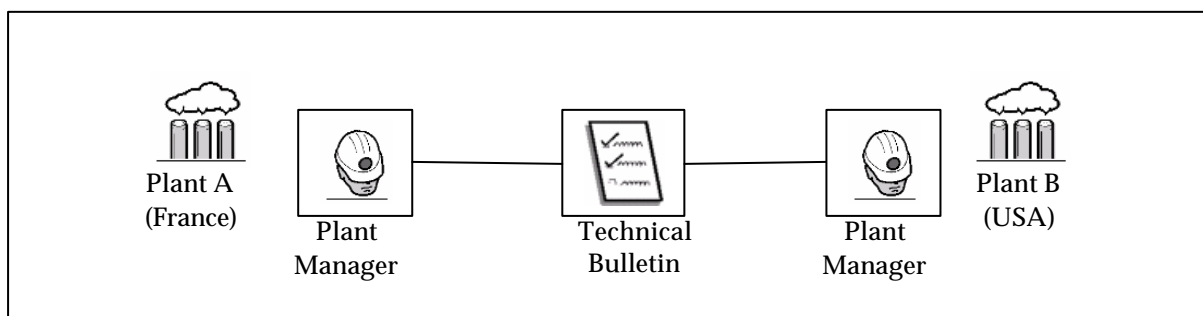 Plant A
(France)
Plant
Manager
Technical
Bulletin
Plant
Manager
Plant B
(USA)